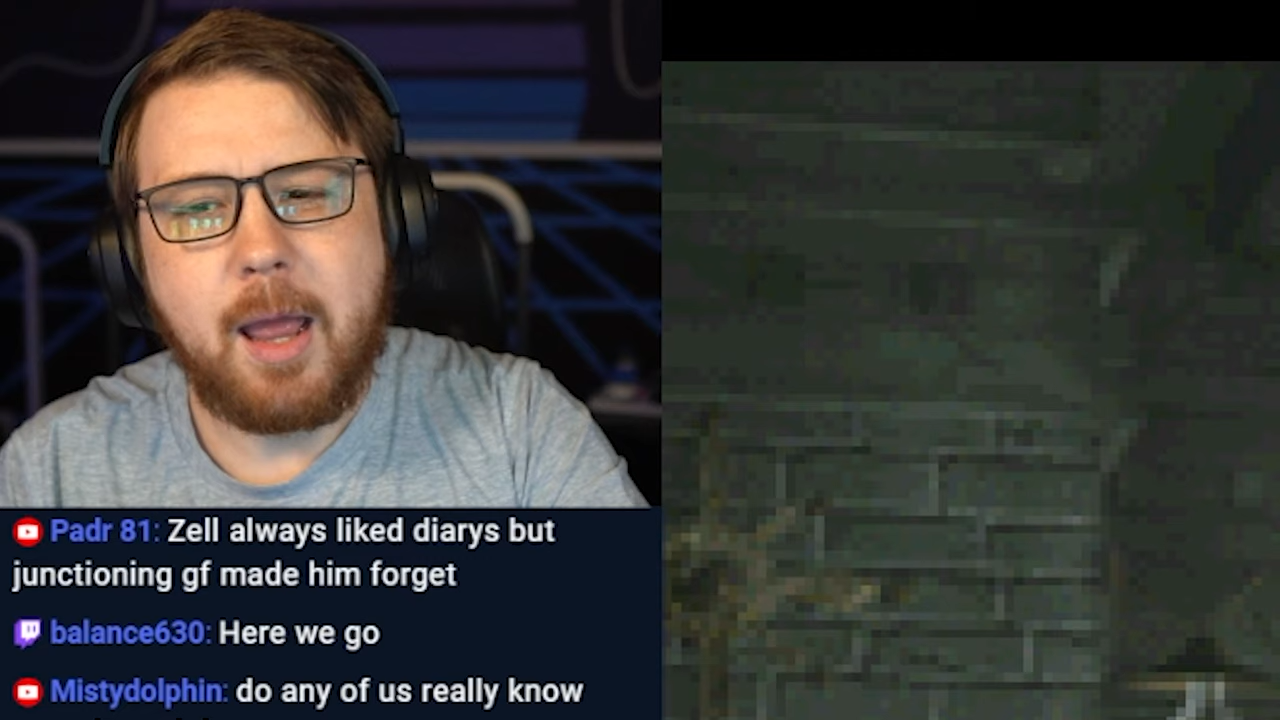 Padr 81: Zell always liked diarys but
junctioning gf made him forget
balance630: Here we go
Mistydolphin: do any of us really know